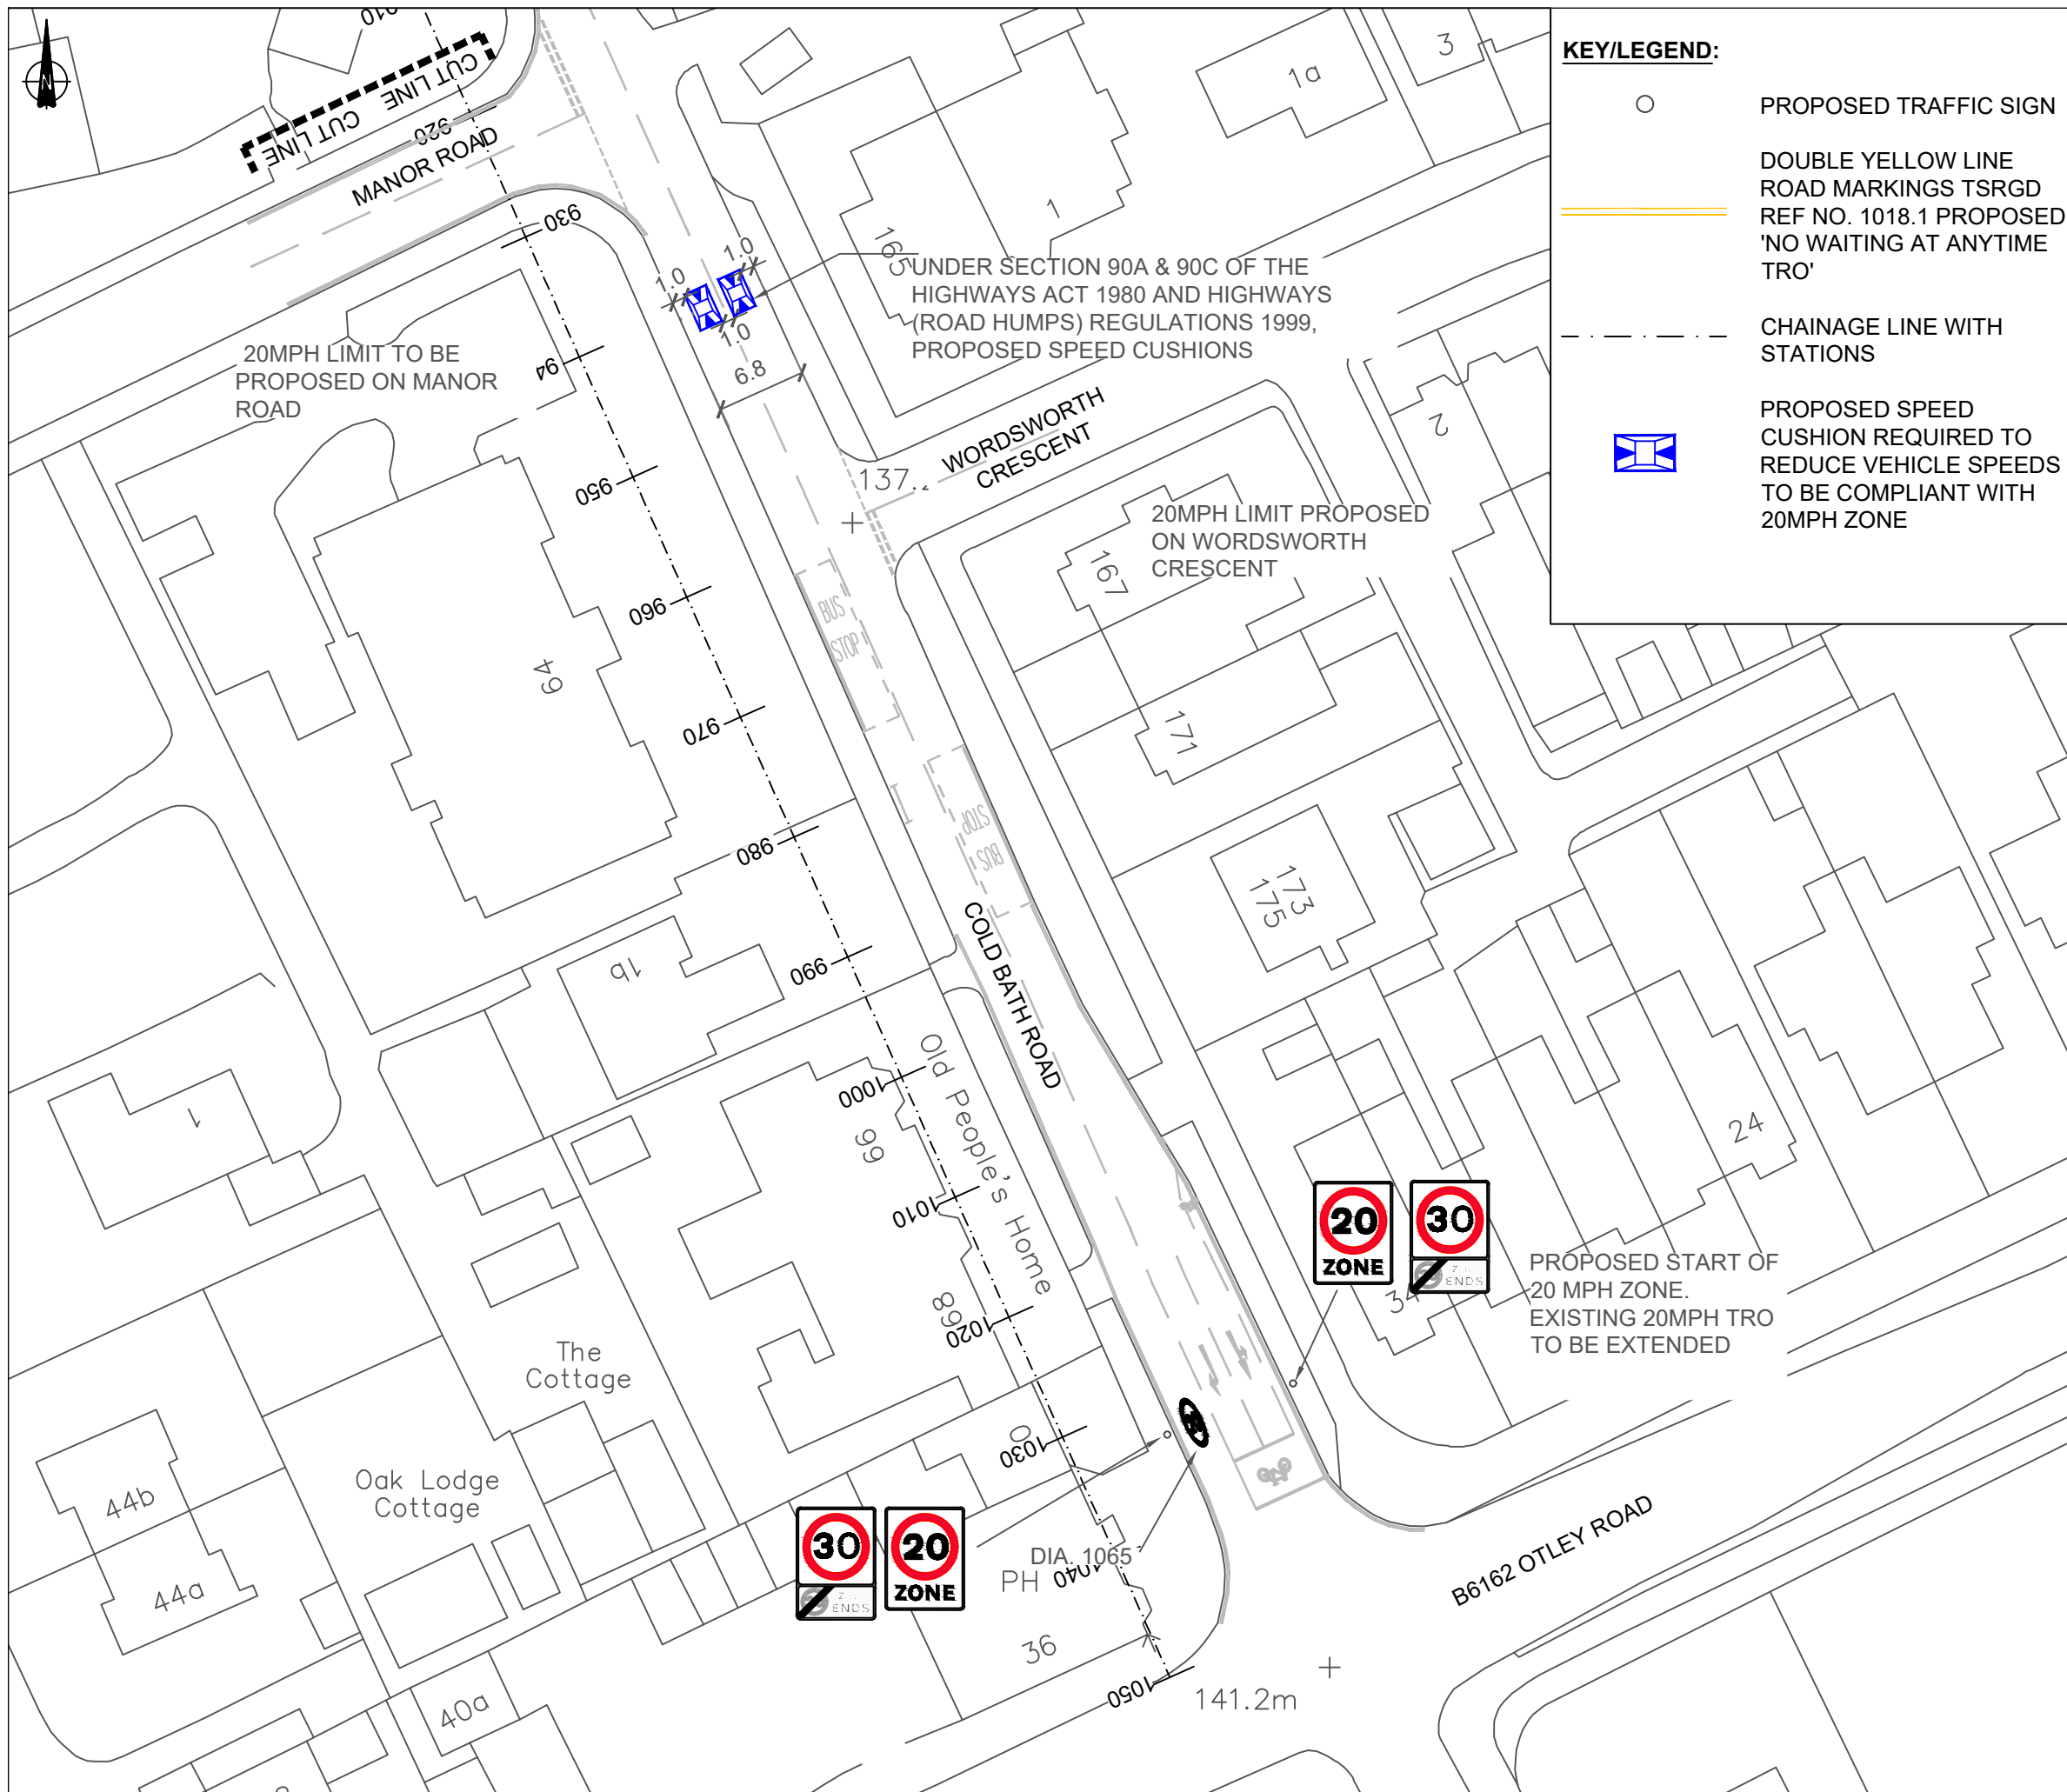 N
CUT LINE
CUT LINE
910
920
MANOR ROAD
930
94
950
960
970
980
990
1000
1010
1020
1030
1040
1050
1.0
1.0
1.0
6.8
165
1
1a
3
2
UNDER SECTION 90A & 90C OF THE
HIGHWAYS ACT 1980 AND HIGHWAYS
(ROAD HUMPS) REGULATIONS 1999,
PROPOSED SPEED CUSHIONS
20MPH LIMIT TO BE
PROPOSED ON MANOR
ROAD
WORDSWORTH
CRESCENT
137.
20MPH LIMIT PROPOSED
ON WORDSWORTH
CRESCENT
167
171
173
175
64
BUS
STOP
BUS
STOP
COLD BATH ROAD
1b
1
Old People's Home
66
68
The
Cottage
Oak Lodge
Cottage
44b
44a
40a
24
34
20
ZONE
30
ENDS
PROPOSED START OF
20 MPH ZONE.
EXISTING 20MPH TRO
TO BE EXTENDED
30
ENDS
20
ZONE
DIA. 1065
PH
36
141.2m
B6162 OTLEY ROAD
KEY/LEGEND:
PROPOSED TRAFFIC SIGN
DOUBLE YELLOW LINE
ROAD MARKINGS TSRGD
REF NO. 1018.1 PROPOSED
'NO WAITING AT ANYTIME
TRO'
CHAINAGE LINE WITH
STATIONS
PROPOSED SPEED
CUSHION REQUIRED TO
REDUCE VEHICLE SPEEDS
TO BE COMPLIANT WITH
20MPH ZONE